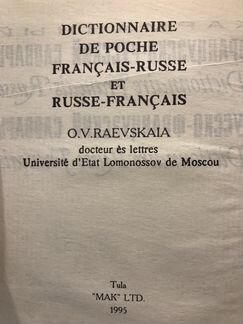 DICTIONNAIRE
DE POCHE
FRANÇAIS-RUSSE
ET
RUSSE-FRANÇAIS
O.V.RAEVSKAIA
docteur ès lettres
Université d'Etat Lomonossov de Moscou
Tula
"MAK" LTD.
1995